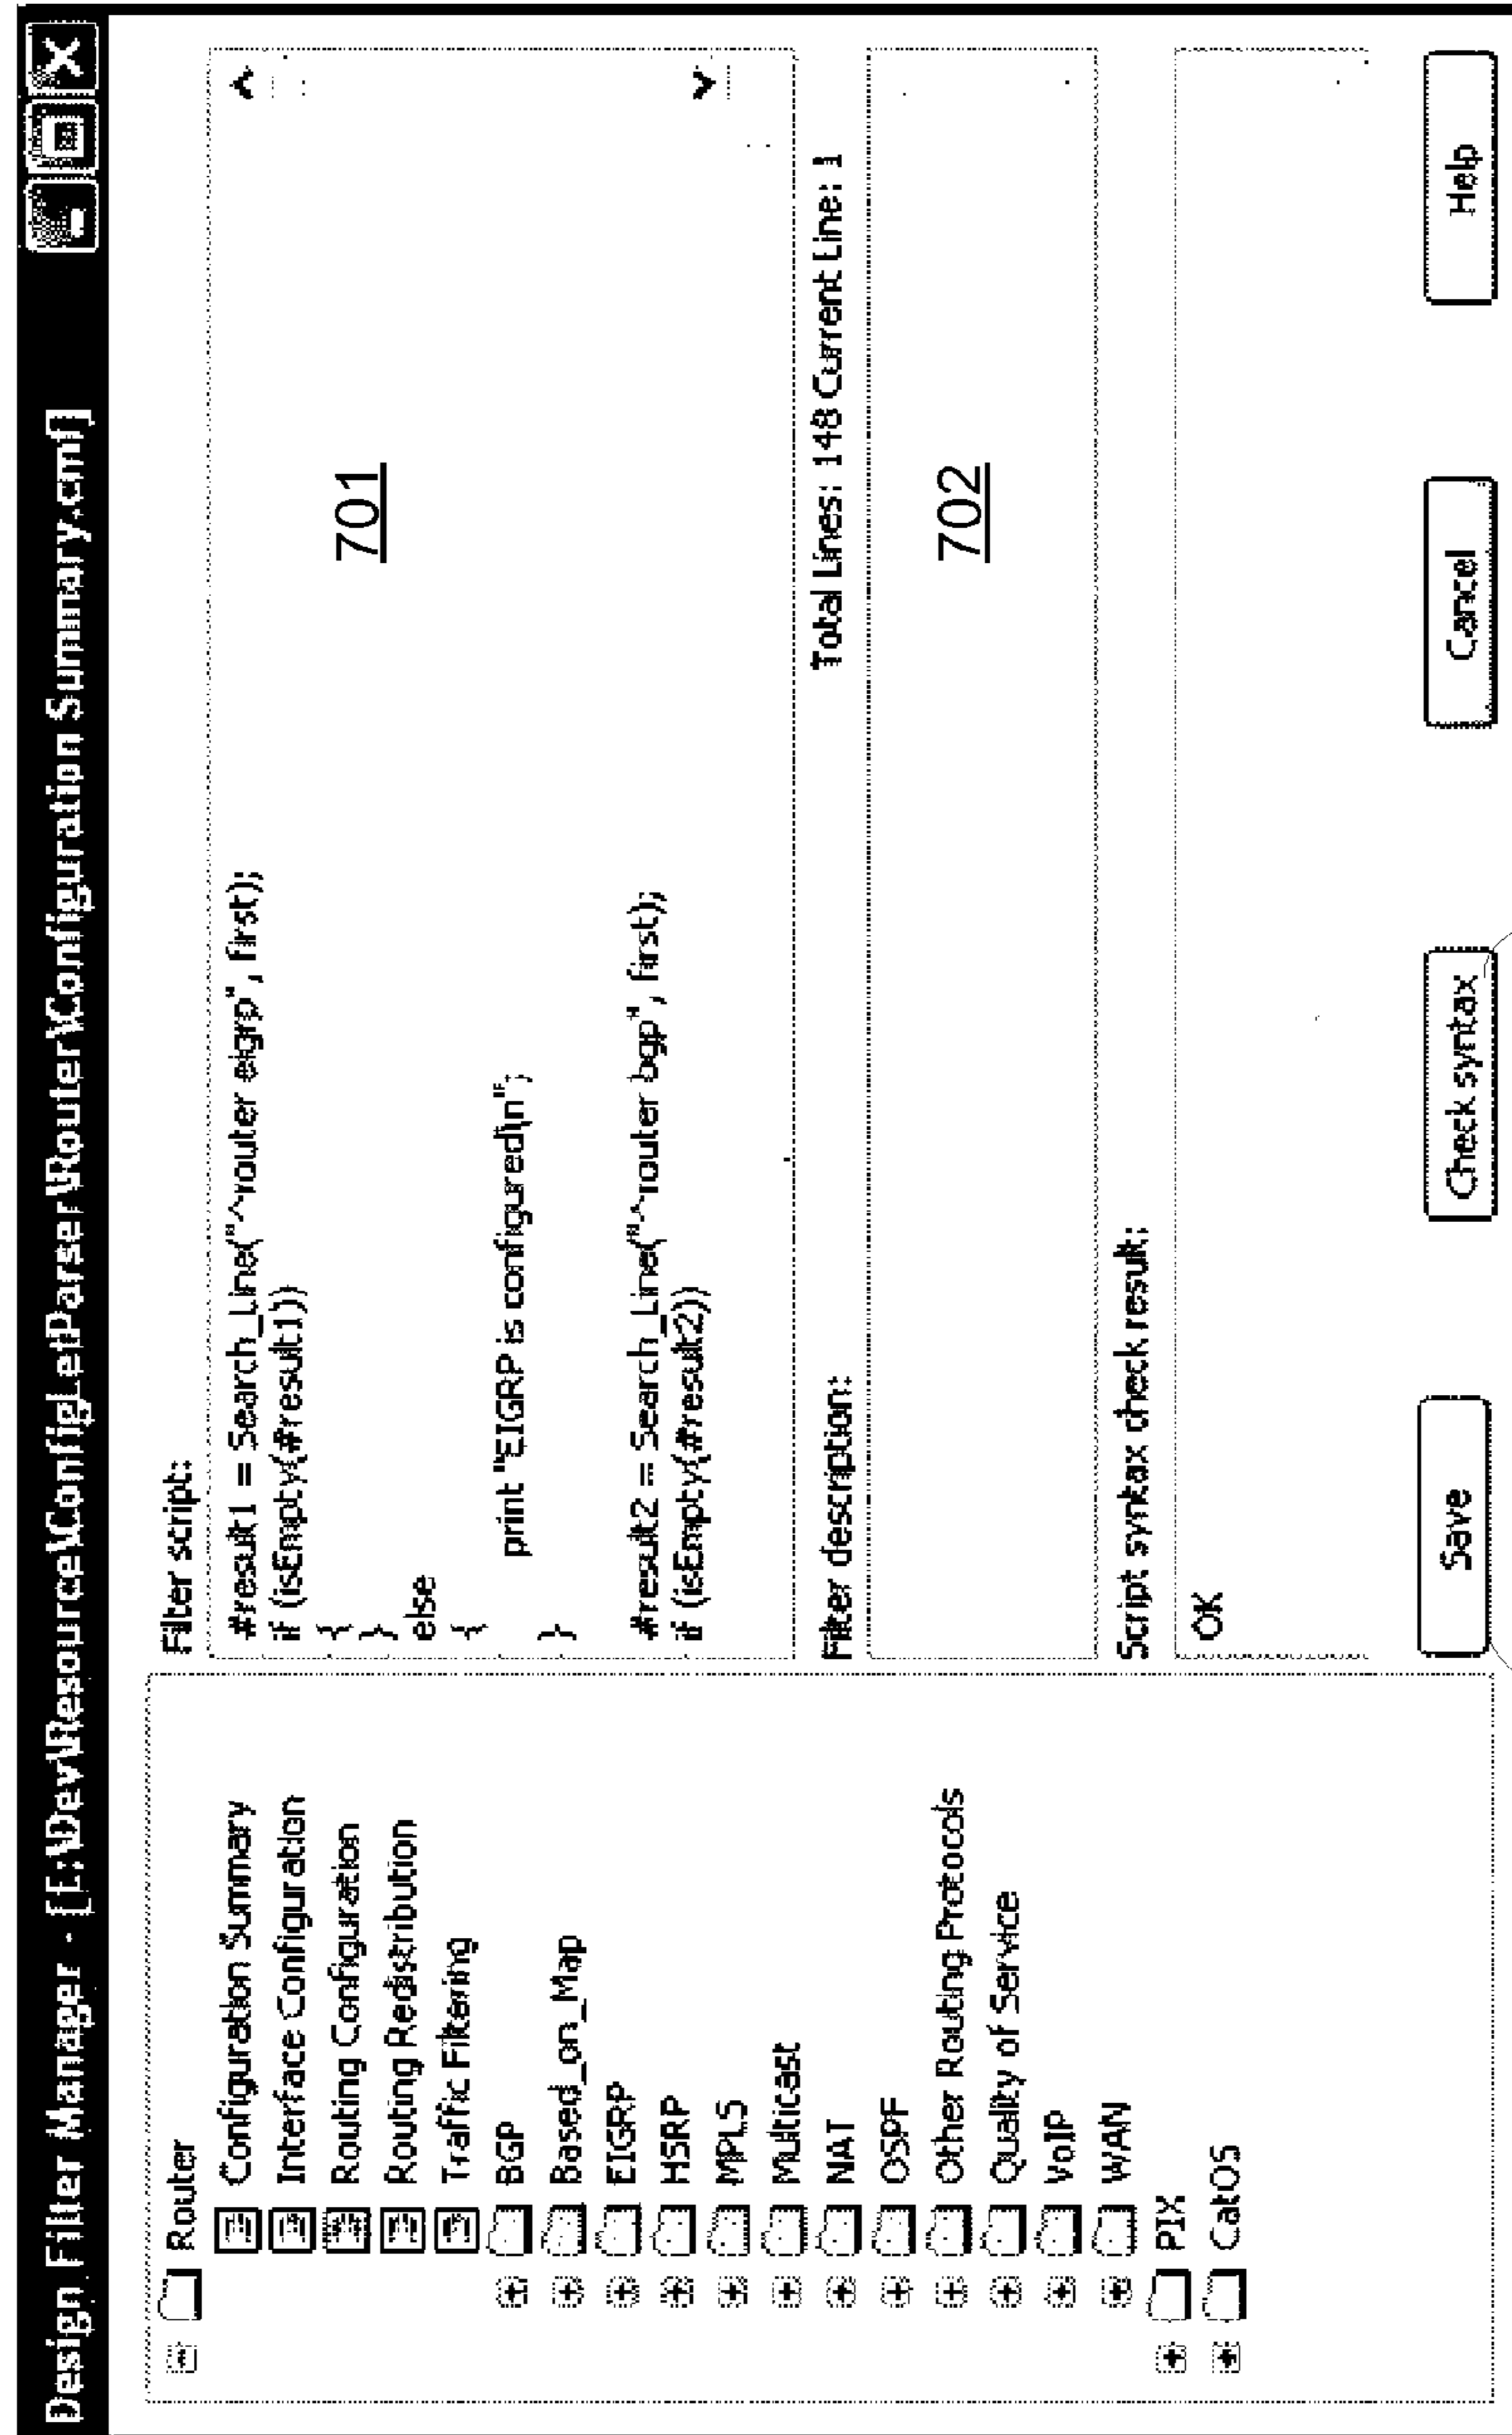 Design Filter Manager - [E:\DevResource\ConfigLetParser\Router\Configuration Summary.cml]
Router
Configuration Summary
Interface Configuration
Routing Configuration
Routing Redistribution
Traffic Filtering
BGP
Based_on_Map
EIGRP
HSRP
MPLS
Multicast
NAT
OSPF
Other Routing Protocols
Quality of Service
VoIP
WAN
PIX
CatOS
Filter script:
#result1 = Search_Line("^router eigrp", first);
if (isEmpty(#result1))
{
}
else
{
print "EIGRP is configured\n";
}
#result2 = Search_Line("^router bgp", first);
if (isEmpty(#result2))
701
Total Lines: 148 Current Line: 1
Filter description:
702
Script syntax check result:
OK
Save
Check syntax
Cancel
Help